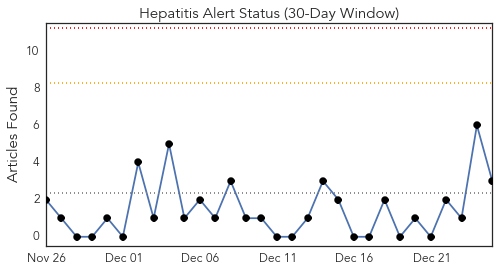 Hepatitis Alert Status (30-Day Window)
Articles Found
10
8
6
4
2
0
Nov 26
Dec 01
Dec 06
Dec 11
Dec 16
Dec 21